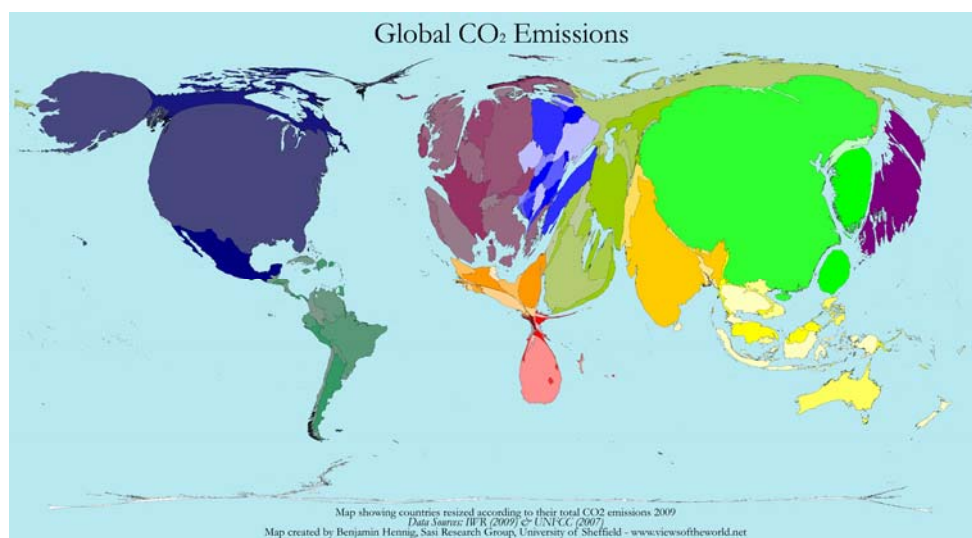 Global CO₂ Emissions
Map showing countries resized according to their total CO2 emissions 2009
Data Sources: IWR (2009) & UNFCC (2007)
Map created by Benjamin Hennig, Sasi Research Group, University of Sheffield - www.viewsoftheworld.net